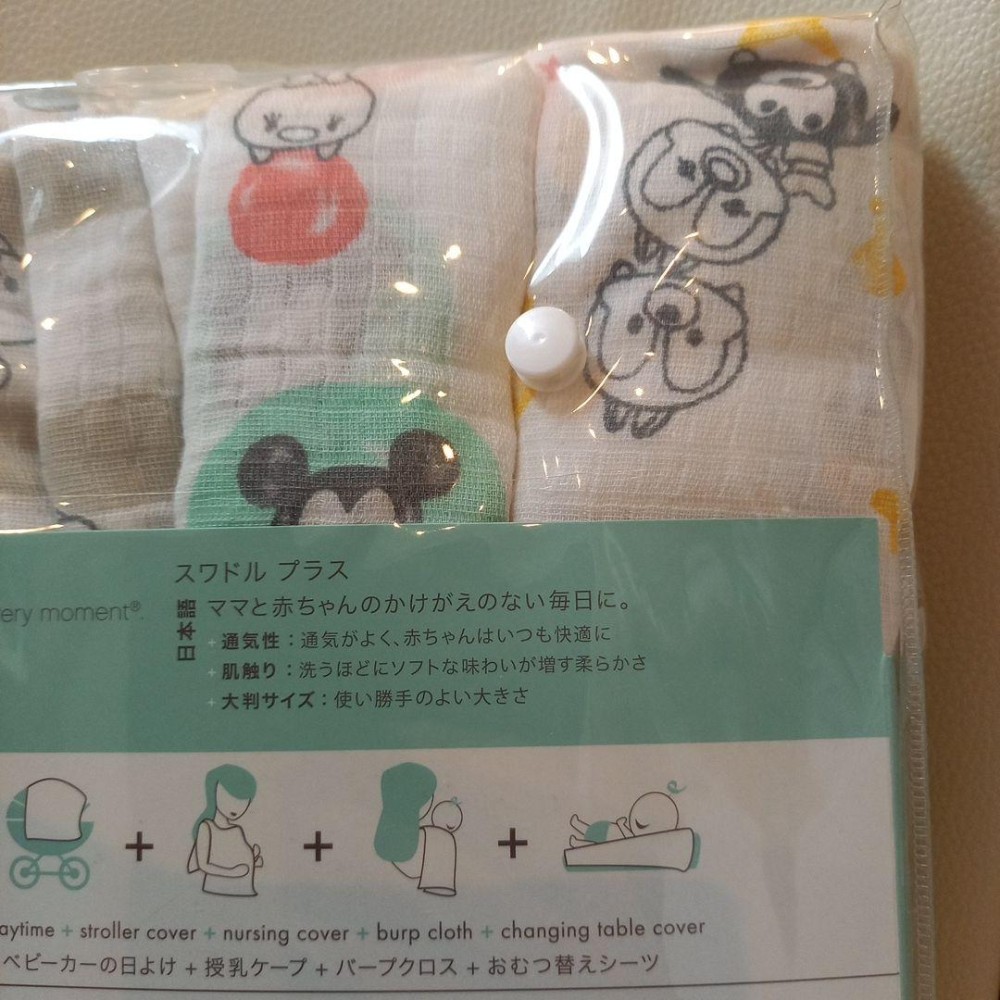 スワドル プラス
ery moment®.
日本語
ママと赤ちゃんのかけがえのない毎日に。
+ 通気性：通気がよく、赤ちゃんはいつも快適に
+ 肌触り：洗うほどにソフトな味わいが増す柔らかさ
+ 大判サイズ：使い勝手のよい大きさ
+ + +
aytime + stroller cover + nursing cover + burp cloth + changing table cover
ベビーカーの日よけ + 授乳ケープ + バープクロス + おむつ替えシーツ